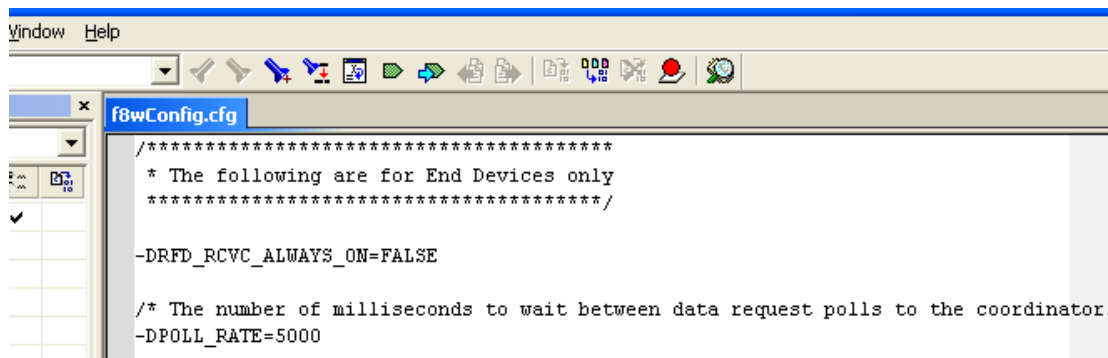 Window Help
f8wConfig.cfg
/****************************************
* The following are for End Devices only
***************************************/
-DRFD_RCVC_ALWAYS_ON=FALSE
/* The number of milliseconds to wait between data request polls to the coordinator.
-DPOLL_RATE=5000